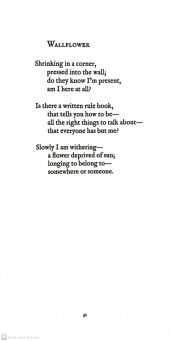 WALLFLOWER
Shrinking in a corner,
pressed into the wall;
do they know I'm present,
am I here at all?
Is there a written rule book,
that tells you how to be—
all the right things to talk about—
that everyone has but me?
Slowly I am withering—
a flower deprived of sun;
longing to belong to—
somewhere or someone.